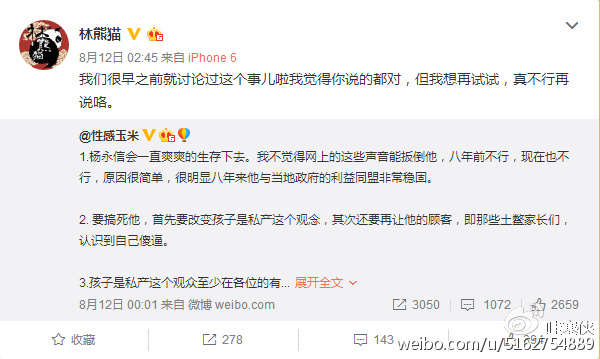 林熊猫
8月12日 02:45 来自 iPhone 6
我们很早之前就讨论过这个事儿啦我觉得你说的都对，但我想再试试，真不行再
说咯。
@性感玉米
1.杨永信会一直爽爽的生存下去。我不觉得网上的这些声音能扳倒他，八年前不行，现在也不
行，原因很简单，很明显八年来他与当地政府的利益同盟非常稳固。
2. 要搞死他，首先要改变孩子是私产这个观念，其次还要再让他的顾客，即那些土鳖家长们，
认识到自己傻逼。
3.孩子是私产这个观众至少在各位的有... 展开全文
8月12日 00:01 来自 微博 weibo.com 3050 1072 2659
收藏 278 143
weibo.com/u/5162754889